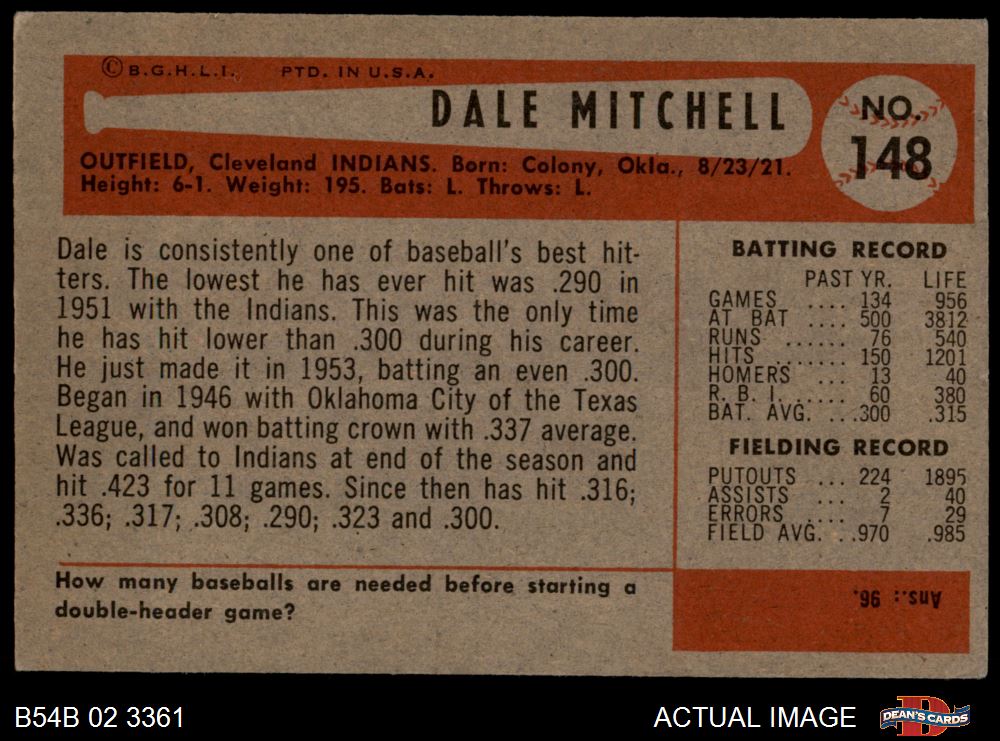 © B.G.H.L.I. PTD. IN U.S.A.
DALE MITCHELL
NO.
148
OUTFIELD, Cleveland INDIANS. Born: Colony, Okla., 8/23/21.
Height: 6-1. Weight: 195. Bats: L. Throws: L.
Dale is consistently one of baseball's best hit-
ters. The lowest he has ever hit was .290 in
1951 with the Indians. This was the only time
he has hit lower than .300 during his career.
He just made it in 1953, batting an even .300.
Began in 1946 with Oklahoma City of the Texas
League, and won batting crown with .337 average.
Was called to Indians at end of the season and
hit .423 for 11 games. Since then has hit .316;
.336; .317; .308; .290; .323 and .300.
BATTING RECORD
PAST YR. LIFE
GAMES .... 134 956
AT BAT .... 500 3812
RUNS ...... 76 540
HITS ....... 150 1201
HOMERS ... 13 40
R. B. I. ...... 60 380
BAT. AVG. ...300 .315
FIELDING RECORD
PUTOUTS ... 224 1895
ASSISTS ... 2 40
ERRORS .... 7 29
FIELD AVG. ..970 .985
How many baseballs are needed before starting a
double-header game?
Ans.: 96.
B54B 02 3361
ACTUAL IMAGE
DEAN'S CARDS